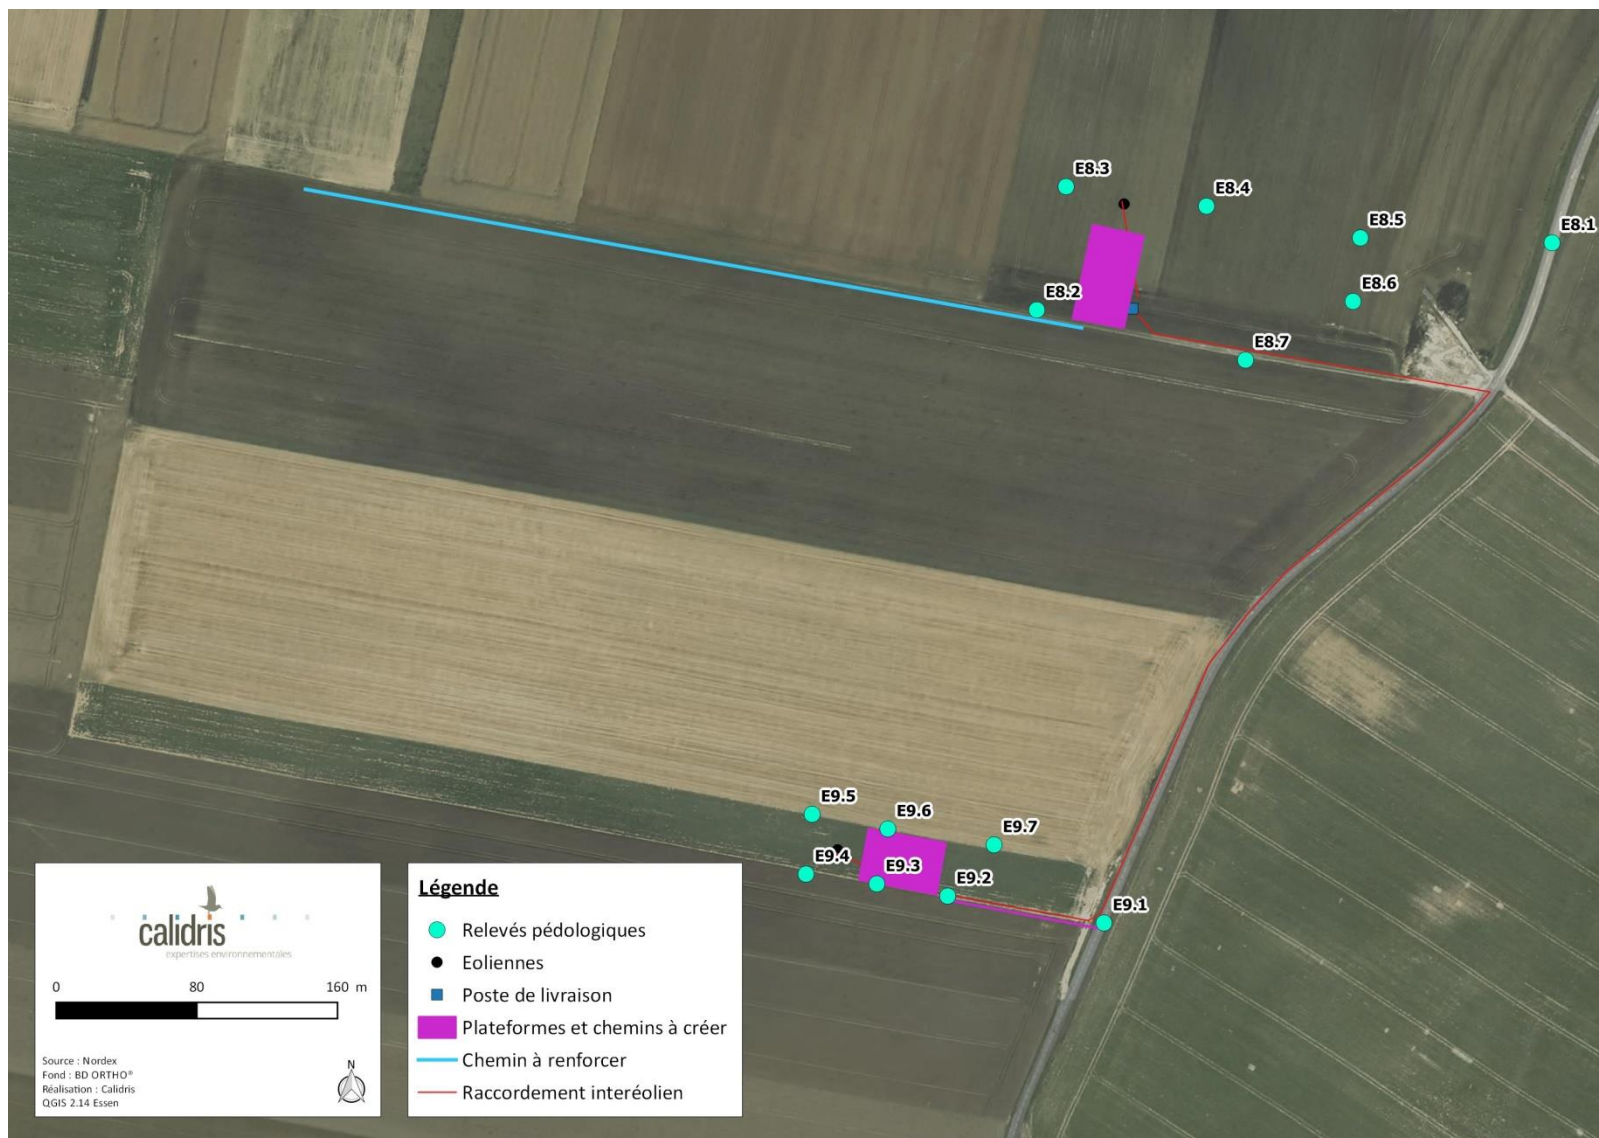 E8.3
E8.4
E8.5
E8.1
E8.6
E8.2
E8.7
E9.5
E9.6
E9.7
E9.4
E9.3
E9.2
E9.1
calidris
expertises environnementales
0 80 160 m
Source : Nordex
Fond : BD ORTHO®
Réalisation : Calidris
QGIS 2.14 Essen
N
Légende
Relevés pédologiques
Eoliennes
Poste de livraison
Plateformes et chemins à créer
Chemin à renforcer
Raccordement interéolien